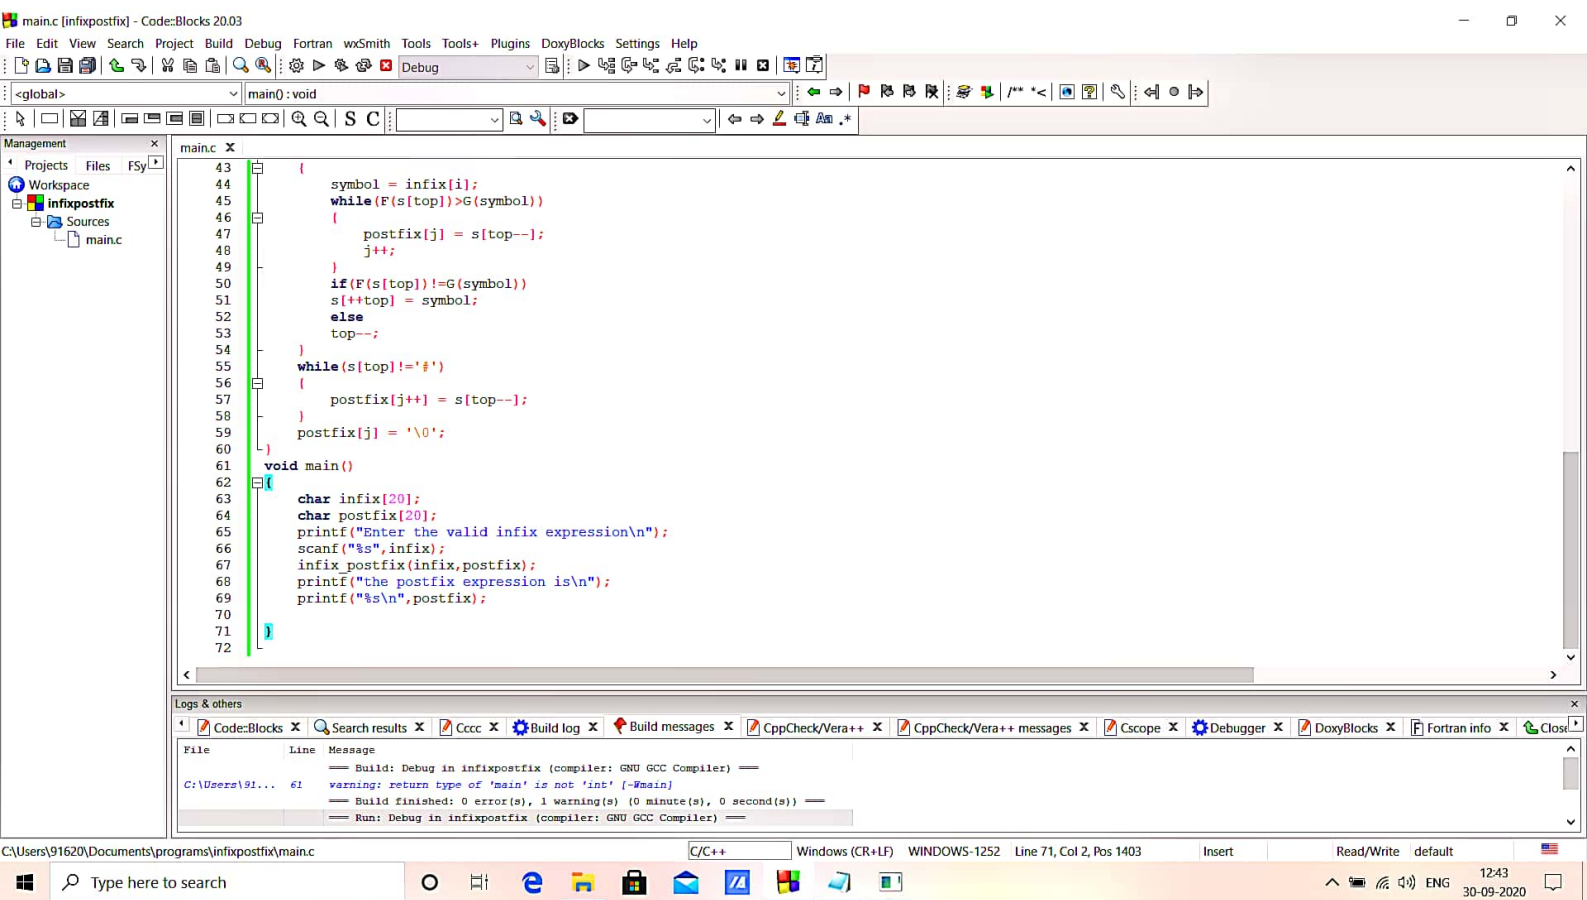 main.c [infixpostfix] - Code::Blocks 20.03
File Edit View Search Project Build Debug Fortran wxSmith Tools Tools+ Plugins DoxyBlocks Settings Help
Debug
<global> main() : void
/** *<
S C Aa .*
Management
main.c
Projects Files FSy
Workspace
infixpostfix
Sources
main.c
43 {
44 symbol = infix[i];
45 while(F(s[top])>G(symbol))
46 {
47 postfix[j] = s[top--];
48 j++;
49 }
50 if(F(s[top])!=G(symbol))
51 s[++top] = symbol;
52 else
53 top--;
54 }
55 while(s[top]!='#')
56 {
57 postfix[j++] = s[top--];
58 }
59 postfix[j] = '\0';
60 }
61 void main()
62 {
63 char infix[20];
64 char postfix[20];
65 printf("Enter the valid infix expression\n");
66 scanf("%s",infix);
67 infix_postfix(infix,postfix);
68 printf("the postfix expression is\n");
69 printf("%s\n",postfix);
70
71 }
72
Logs & others
Code::Blocks Search results Cccc Build log Build messages CppCheck/Vera++ CppCheck/Vera++ messages Cscope Debugger DoxyBlocks Fortran info Close
File Line Message
=== Build: Debug in infixpostfix (compiler: GNU GCC Compiler) ===
C:\Users\91... 61 warning: return type of 'main' is not 'int' [-Wmain]
=== Build finished: 0 error(s), 1 warning(s) (0 minute(s), 0 second(s)) ===
=== Run: Debug in infixpostfix (compiler: GNU GCC Compiler) ===
C:\Users\91620\Documents\programs\infixpostfix\main.c C/C++ Windows (CR+LF) WINDOWS-1252 Line 71, Col 2, Pos 1403 Insert Read/Write default
Type here to search
ENG
12:43
30-09-2020